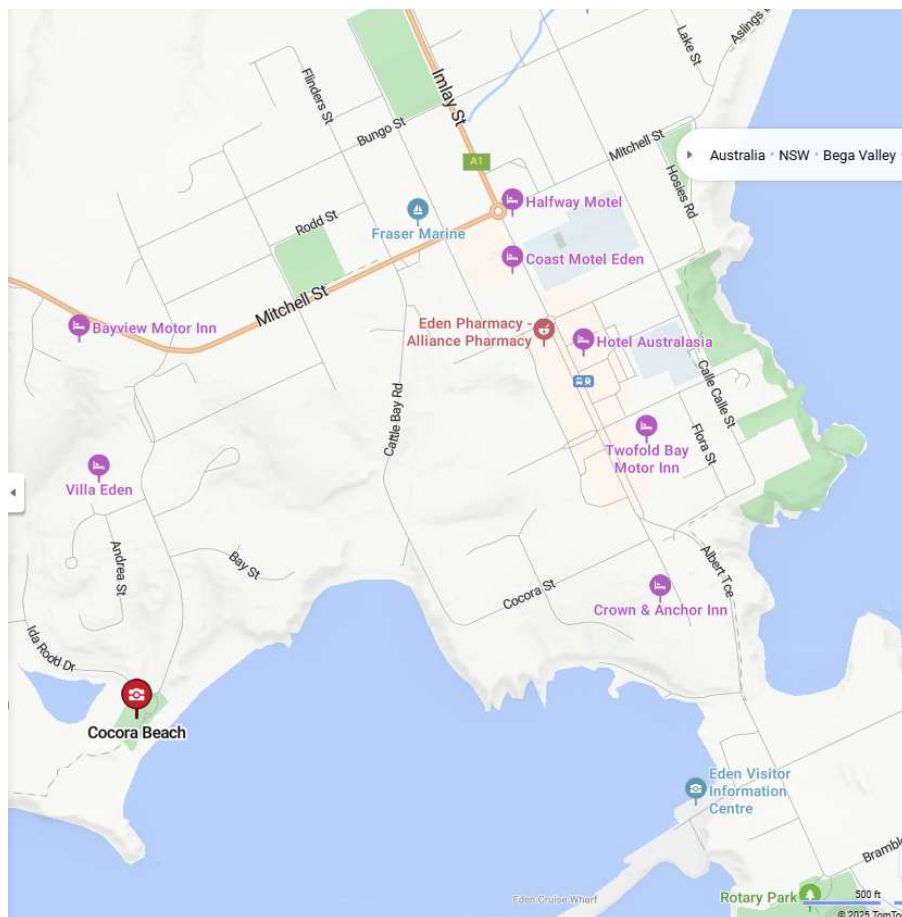 Aslings
Lake St
Flinders St
Imlay St
Bungo St
Mitchell St
A1
Australia • NSW • Bega Valley
Hosies Rd
Halfway Motel
Rodd St
Fraser Marine
Coast Motel Eden
Mitchell St
Bayview Motor Inn
Eden Pharmacy -
Alliance Pharmacy
Hotel Australasia
Calle Calle St
Cattle Bay Rd
Flora St
Twofold Bay
Motor Inn
Villa Eden
Andrea St
Bay St
Albert Tce
Cocora St
Crown & Anchor Inn
Ida Rodd Dr
Cocora Beach
Eden Visitor
Information
Centre
Bramble
Eden Cruise Wharf
Rotary Park
500 ft
© 2025 TomTo